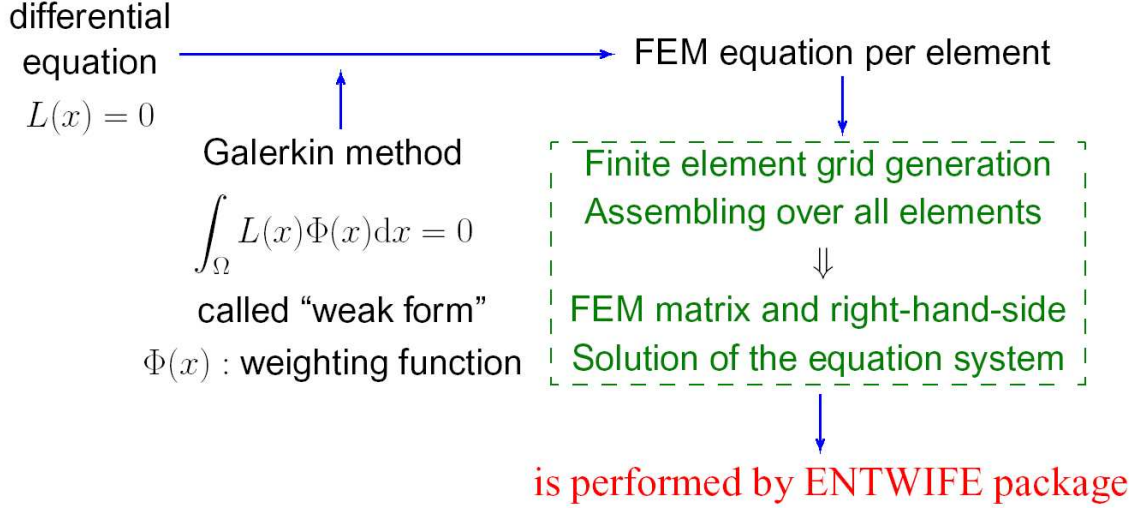 differential
equation
L(x) = 0
FEM equation per element
Galerkin method
∫_Ω L(x)Φ(x)dx = 0
called “weak form”
Φ(x) : weighting function
Finite element grid generation
Assembling over all elements
⇓
FEM matrix and right-hand-side
Solution of the equation system
is performed by ENTWIFE package